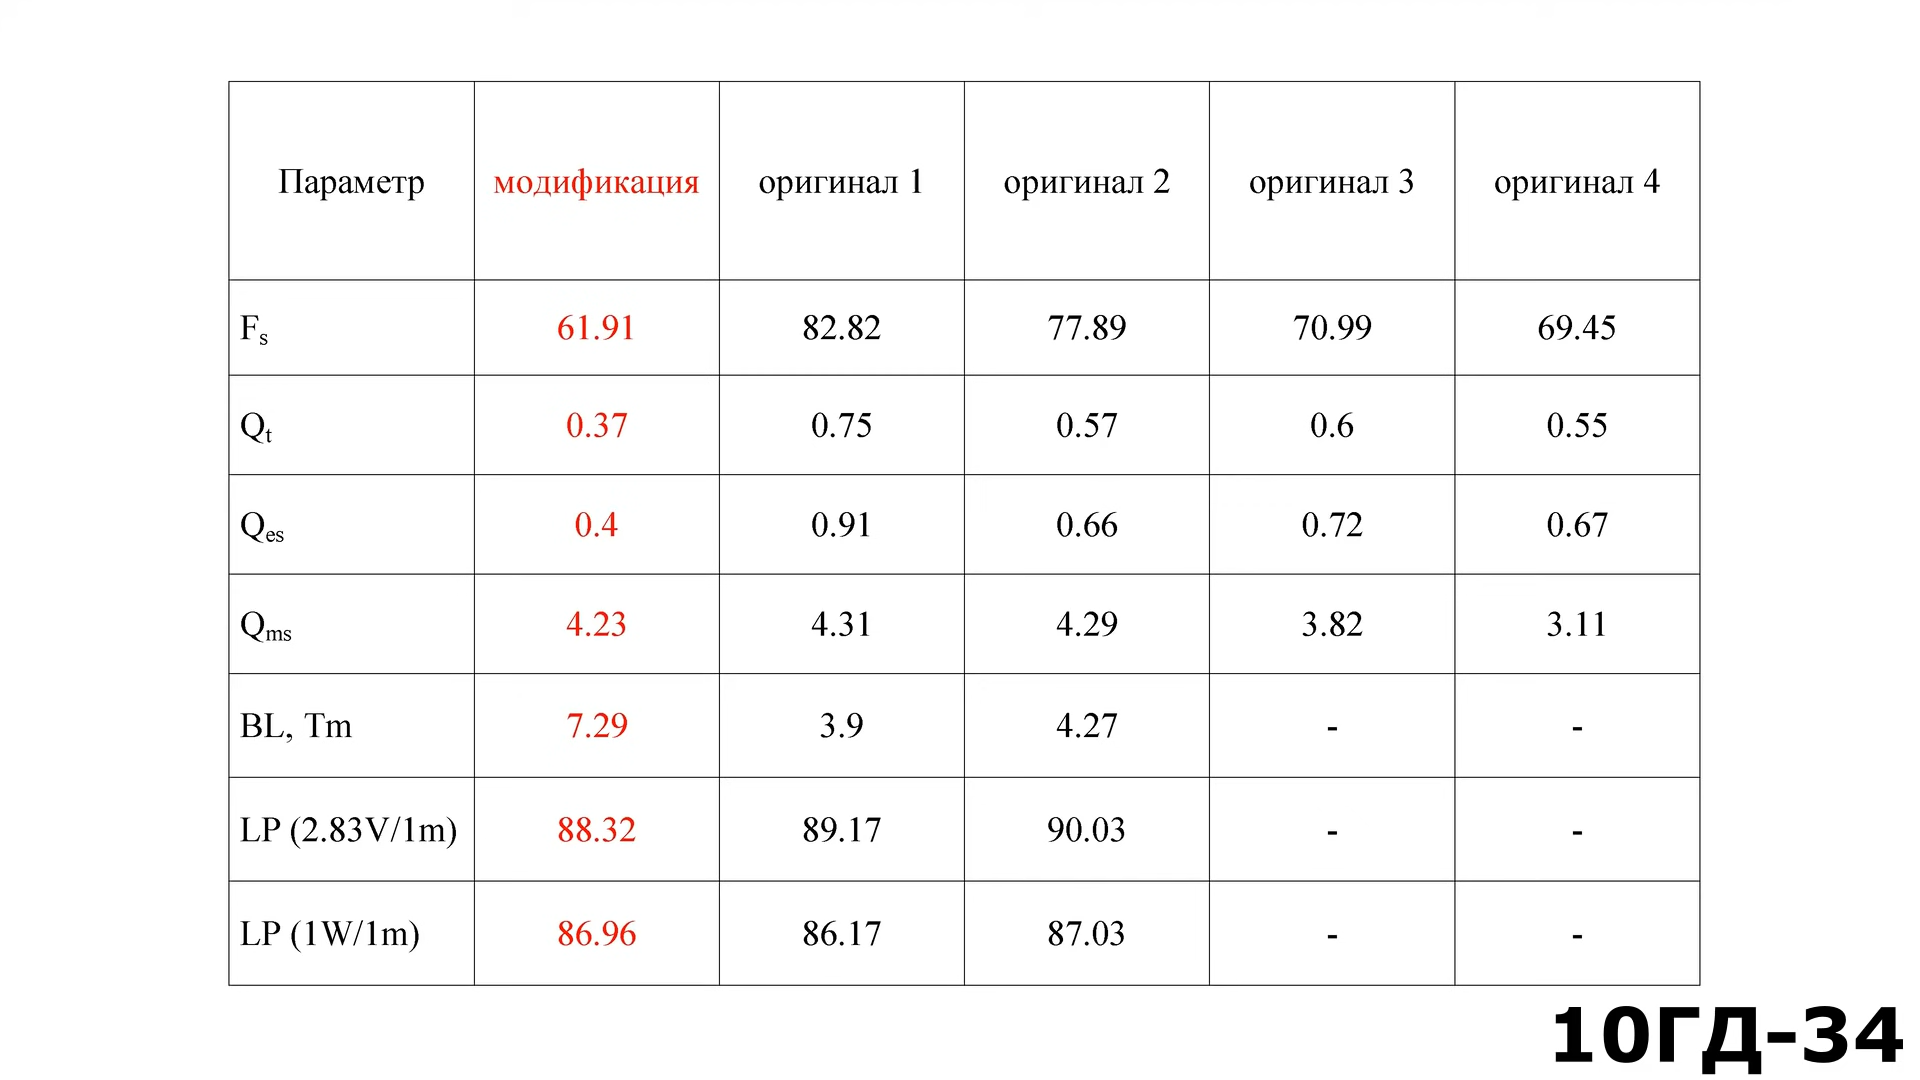 Параметр модификация оригинал 1 оригинал 2 оригинал 3 оригинал 4
Fs 61.91 82.82 77.89 70.99 69.45
Qt 0.37 0.75 0.57 0.6 0.55
Qes 0.4 0.91 0.66 0.72 0.67
Qms 4.23 4.31 4.29 3.82 3.11
BL, Tm 7.29 3.9 4.27 - -
LP (2.83V/1m) 88.32 89.17 90.03 - -
LP (1W/1m) 86.96 86.17 87.03 - -
10ГД-34